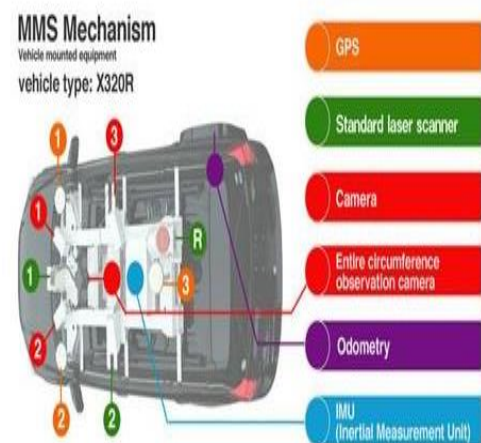 MMS Mechanism
Vehicle mounted equipment
vehicle type: X320R
GPS
Standard laser scanner
Camera
Entire circumference
observation camera
Odometry
IMU
(Inertial Measurement Unit)
1
3
1
R
1
3
2
2
2